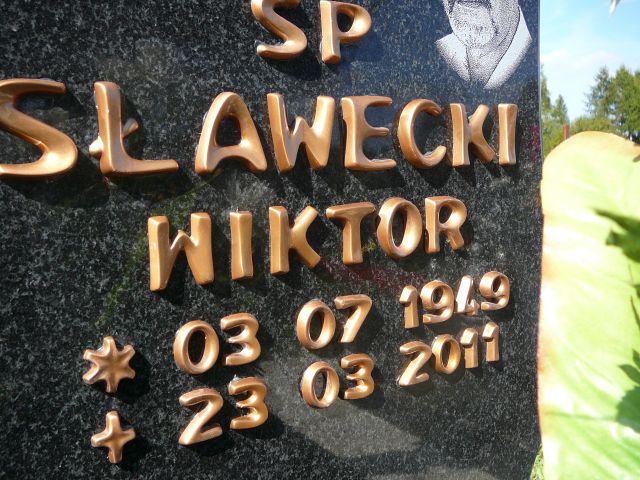 SP
SŁAWECKI
WIKTOR
* 03 07 1949
+ 23 03 2011